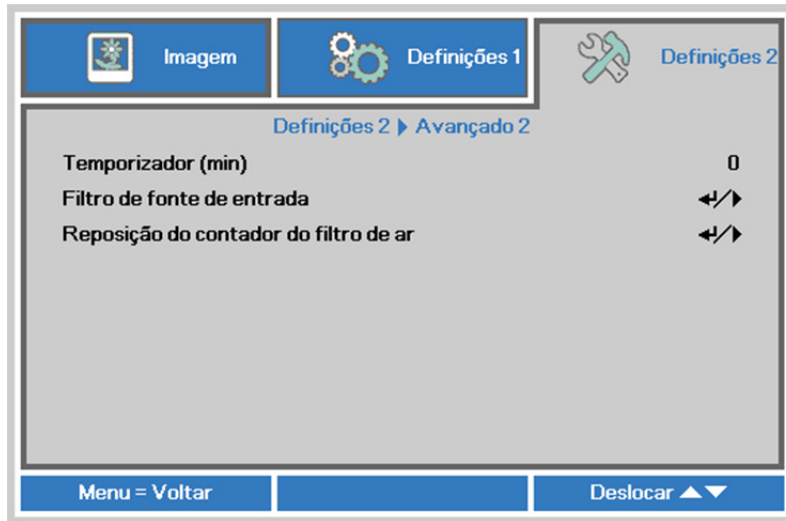 Imagem
Definições 1
Definições 2
Definições 2 ▶ Avançado 2
Temporizador (min) 0
Filtro de fonte de entrada ↵/▶
Reposição do contador do filtro de ar ↵/▶
Menu = Voltar
Deslocar ▲▼